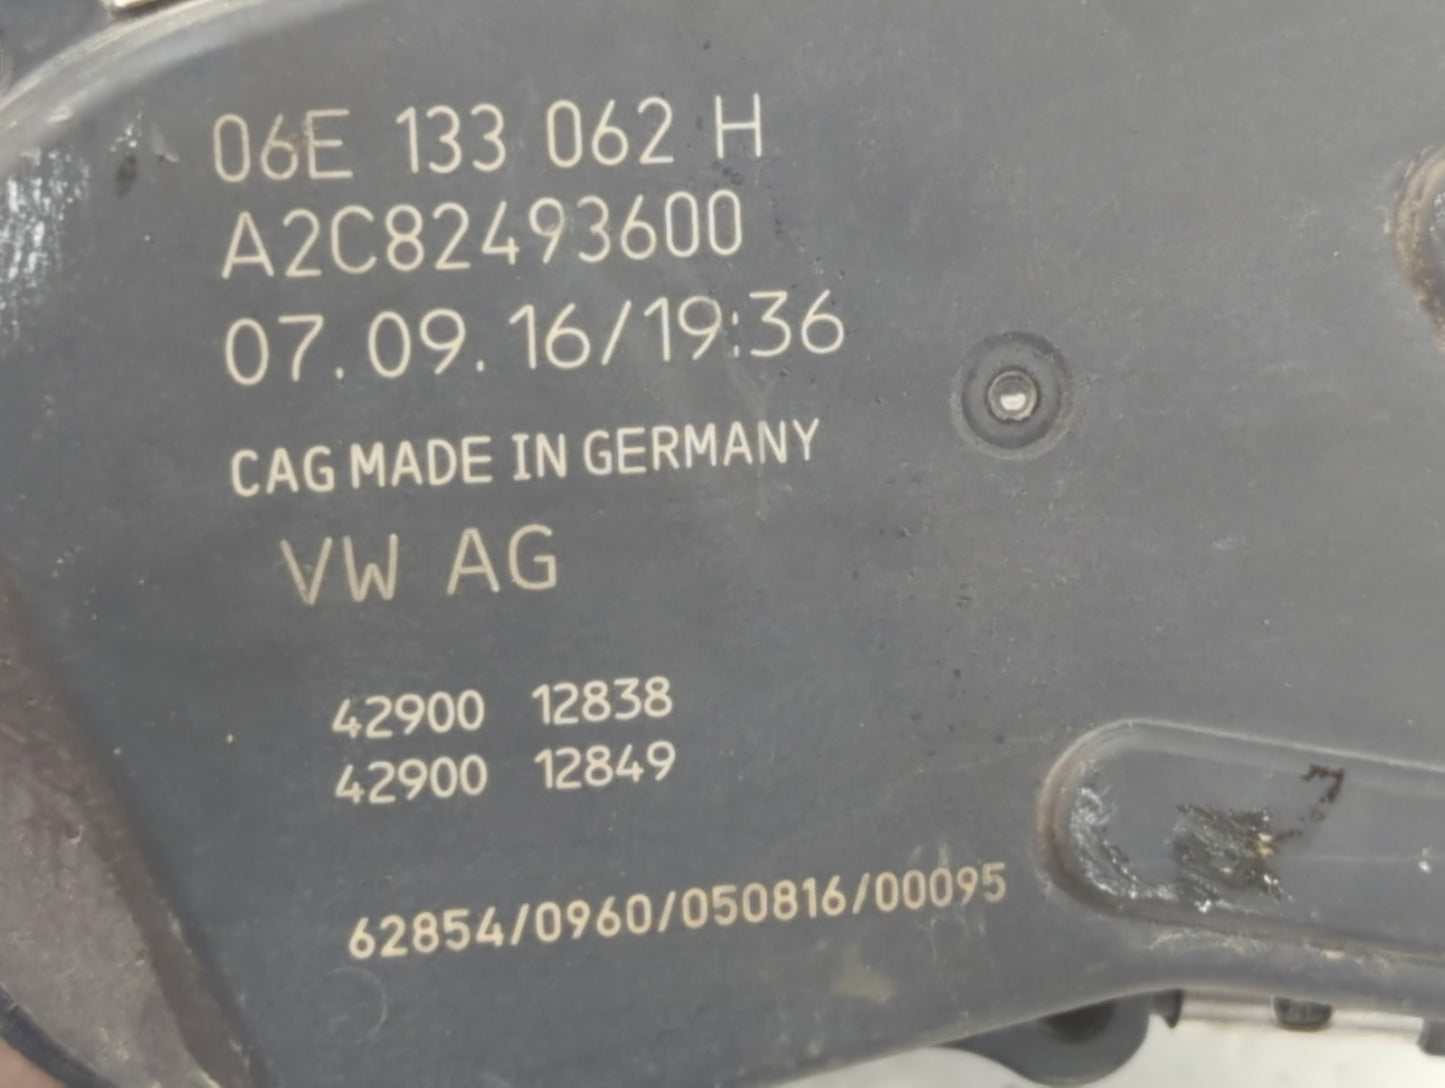 06E 133 062 H
A2C82493600
07.09.16/19:36
CAG MADE IN GERMANY
VW AG
42900 12838
42900 12849
62854/0960/050816/00095